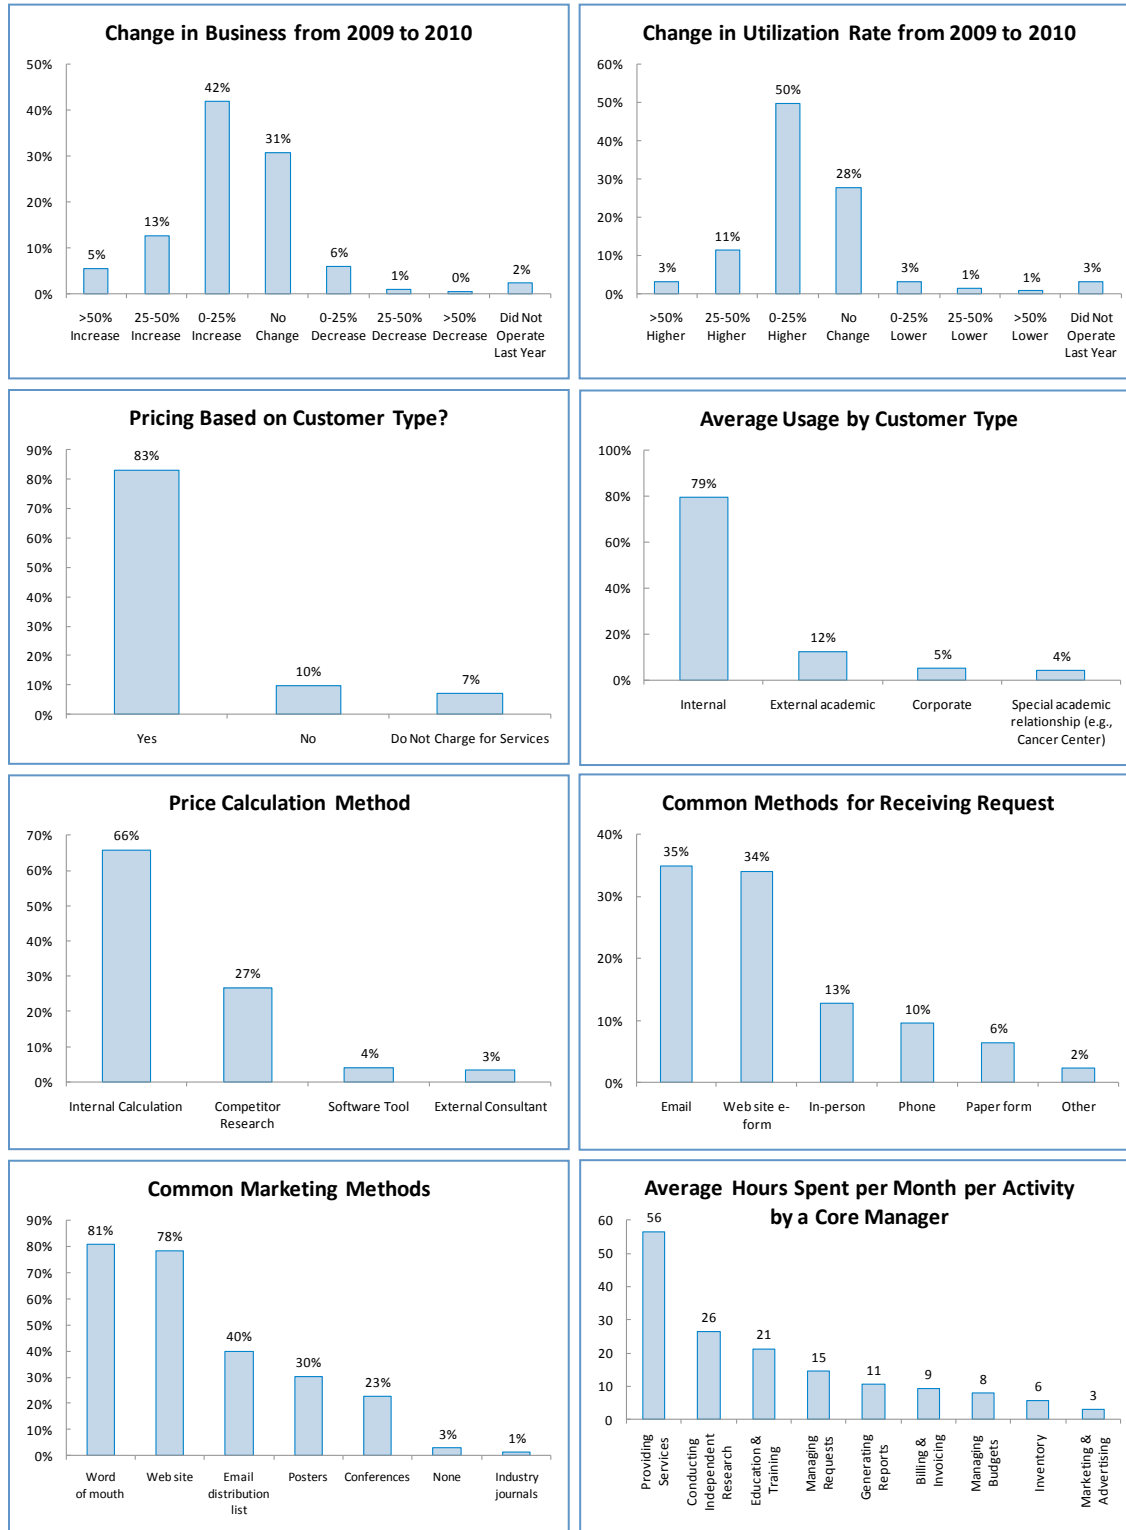 Change in Business from 2009 to 2010
50%
40%
30%
20%
10%
0%
5%
13%
42%
31%
6%
1%
0%
2%
>50% Increase
25-50% Increase
0-25% Increase
No Change
0-25% Decrease
25-50% Decrease
>50% Decrease
Did Not Operate Last Year
Change in Utilization Rate from 2009 to 2010
60%
50%
40%
30%
20%
10%
0%
3%
11%
50%
28%
3%
1%
1%
3%
>50% Higher
25-50% Higher
0-25% Higher
No Change
0-25% Lower
25-50% Lower
>50% Lower
Did Not Operate Last Year
Pricing Based on Customer Type?
90%
80%
70%
60%
50%
40%
30%
20%
10%
0%
83%
10%
7%
Yes
No
Do Not Charge for Services
Average Usage by Customer Type
100%
80%
60%
40%
20%
0%
79%
12%
5%
4%
Internal
External academic
Corporate
Special academic relationship (e.g., Cancer Center)
Price Calculation Method
70%
60%
50%
40%
30%
20%
10%
0%
66%
27%
4%
3%
Internal Calculation
Competitor Research
Software Tool
External Consultant
Common Methods for Receiving Request
40%
30%
20%
10%
0%
35%
34%
13%
10%
6%
2%
Email
Web site e-form
In-person
Phone
Paper form
Other
Common Marketing Methods
90%
80%
70%
60%
50%
40%
30%
20%
10%
0%
81%
78%
40%
30%
23%
3%
1%
Word of mouth
Web site
Email distribution list
Posters
Conferences
None
Industry journals
Average Hours Spent per Month per Activity
by a Core Manager
60
50
40
30
20
10
0
56
26
21
15
11
9
8
6
3
Providing Services
Conducting Independent Research
Education & Training
Managing Requests
Generating Reports
Billing & Invoicing
Managing Budgets
Inventory
Marketing & Advertising